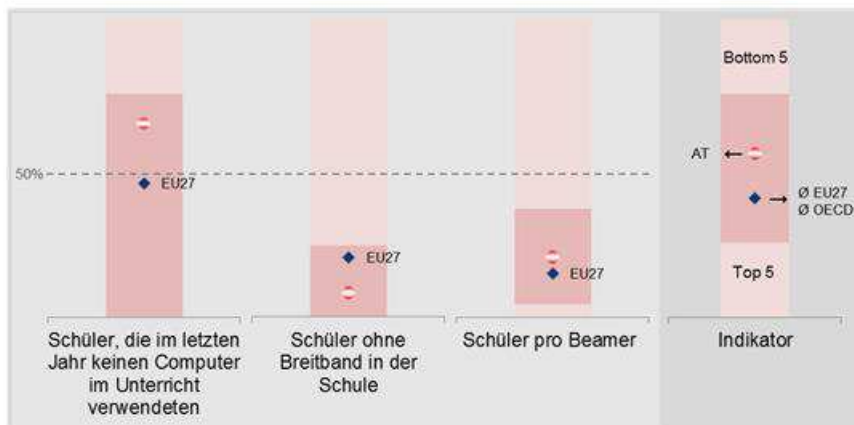 Bottom 5
AT
Ø EU27
Ø OECD
Top 5
50%
EU27
EU27
EU27
Schüler, die im letzten
Jahr keinen Computer
im Unterricht
verwendeten
Schüler ohne
Breitband in der
Schule
Schüler pro Beamer
Indikator